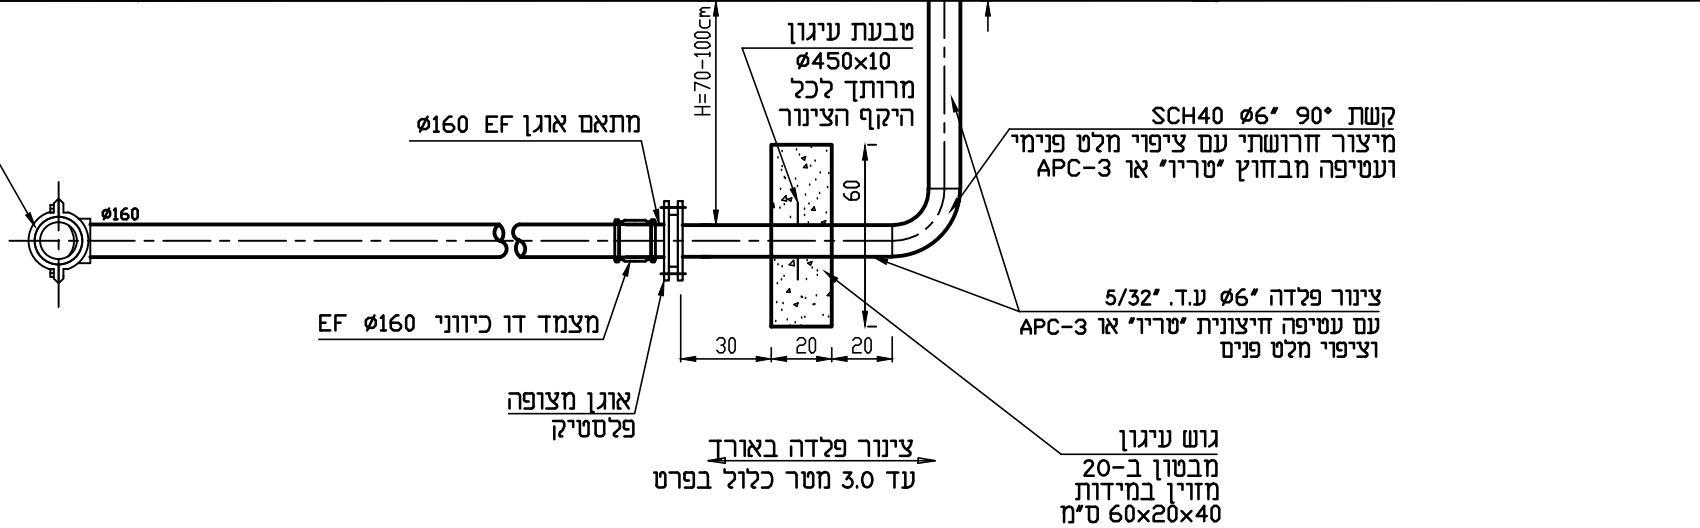 H=70-100cm
טבעת עיגון
Ø450x10
מרותך לכל
היקף הצינור
מתאם אוגן EF Ø160
קשת 90° Ø6" SCH40
מיצור חרושתי עם ציפוי מלט פנימי
ועטיפה מבחוץ "טריו" או APC-3
Ø160
60
מצמד דו כיווני EF Ø160
30
20
20
צינור פלדה Ø6" ע.ד. 5/32"
עם עטיפה חיצונית "טריו" או APC-3
וציפוי מלט פנים
אוגן מצופה
פלסטיק
צינור פלדה באורך
עד 3.0 מטר כלול בפרט
גוש עיגון
מבטון ב-20
מזוין במידות
60x20x40 ס"מ